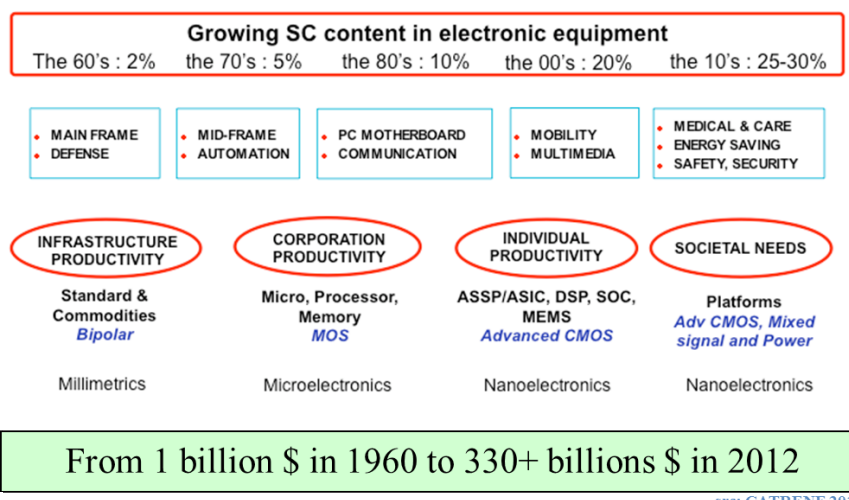 Growing SC content in electronic equipment
The 60's : 2% the 70's : 5% the 80's : 10% the 00's : 20% the 10's : 25-30%
• MAIN FRAME
• DEFENSE
• MID-FRAME
• AUTOMATION
• PC MOTHERBOARD
• COMMUNICATION
• MOBILITY
• MULTIMEDIA
• MEDICAL & CARE
• ENERGY SAVING
• SAFETY, SECURITY
INFRASTRUCTURE
PRODUCTIVITY
CORPORATION
PRODUCTIVITY
INDIVIDUAL
PRODUCTIVITY
SOCIETAL NEEDS
Standard &
Commodities
Bipolar
Micro, Processor,
Memory
MOS
ASSP/ASIC, DSP, SOC,
MEMS
Advanced CMOS
Platforms
Adv CMOS, Mixed
signal and Power
Millimetrics
Microelectronics
Nanoelectronics
Nanoelectronics
From 1 billion $ in 1960 to 330+ billions $ in 2012